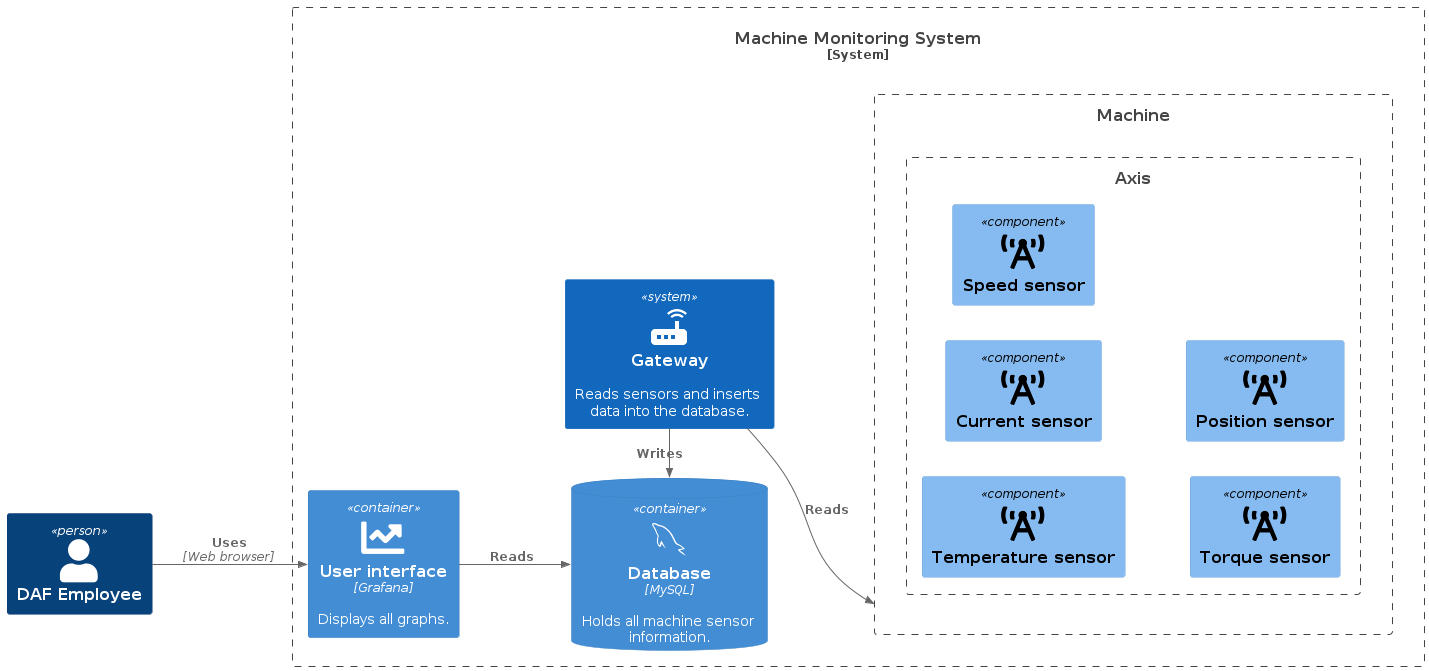 Machine Monitoring System
[System]
Machine
Axis
«component»
Speed sensor
«component»
Current sensor
«component»
Position sensor
«component»
Temperature sensor
«component»
Torque sensor
«system»
Gateway
Reads sensors and inserts
data into the database.
Writes
Reads
«person»
DAF Employee
Uses
[Web browser]
«container»
User interface
[Grafana]
Displays all graphs.
Reads
«container»
Database
[MySQL]
Holds all machine sensor
information.